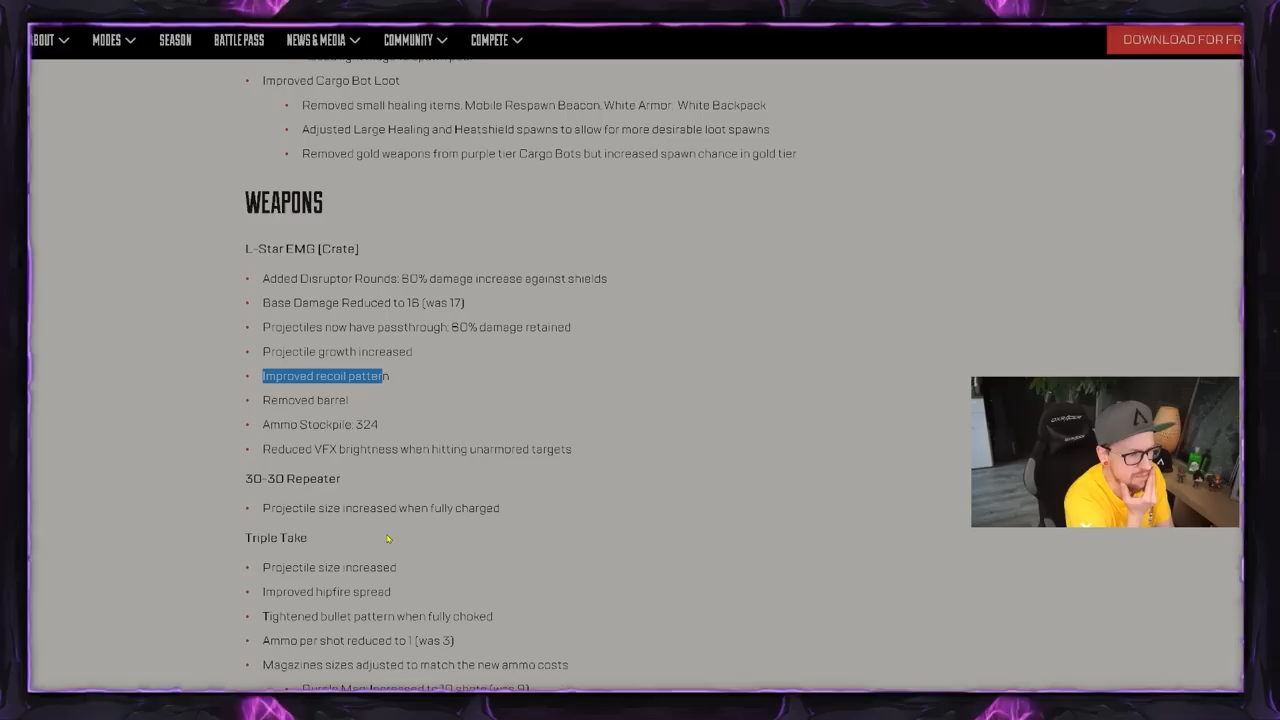 ABOUT MODES SEASON BATTLE PASS NEWS & MEDIA COMMUNITY COMPETE DOWNLOAD FOR FR
Improved Cargo Bot Loot
Removed small healing items, Mobile Respawn Beacon, White Armor, White Backpack
Adjusted Large Healing and Heatshield spawns to allow for more desirable loot spawns
Removed gold weapons from purple tier Cargo Bots but increased spawn chance in gold tier
WEAPONS
L-Star EMG [Crate]
Added Disruptor Rounds: 60% damage increase against shields
Base Damage Reduced to 16 (was 17)
Projectiles now have passthrough: 80% damage retained
Projectile growth increased
Improved recoil pattern
Removed barrel
Ammo Stockpile: 324
Reduced VFX brightness when hitting unarmored targets
30-30 Repeater
Projectile size increased when fully charged
Triple Take
Projectile size increased
Improved hipfire spread
Tightened bullet pattern when fully choked
Ammo per shot reduced to 1 (was 3)
Magazines sizes adjusted to match the new ammo costs